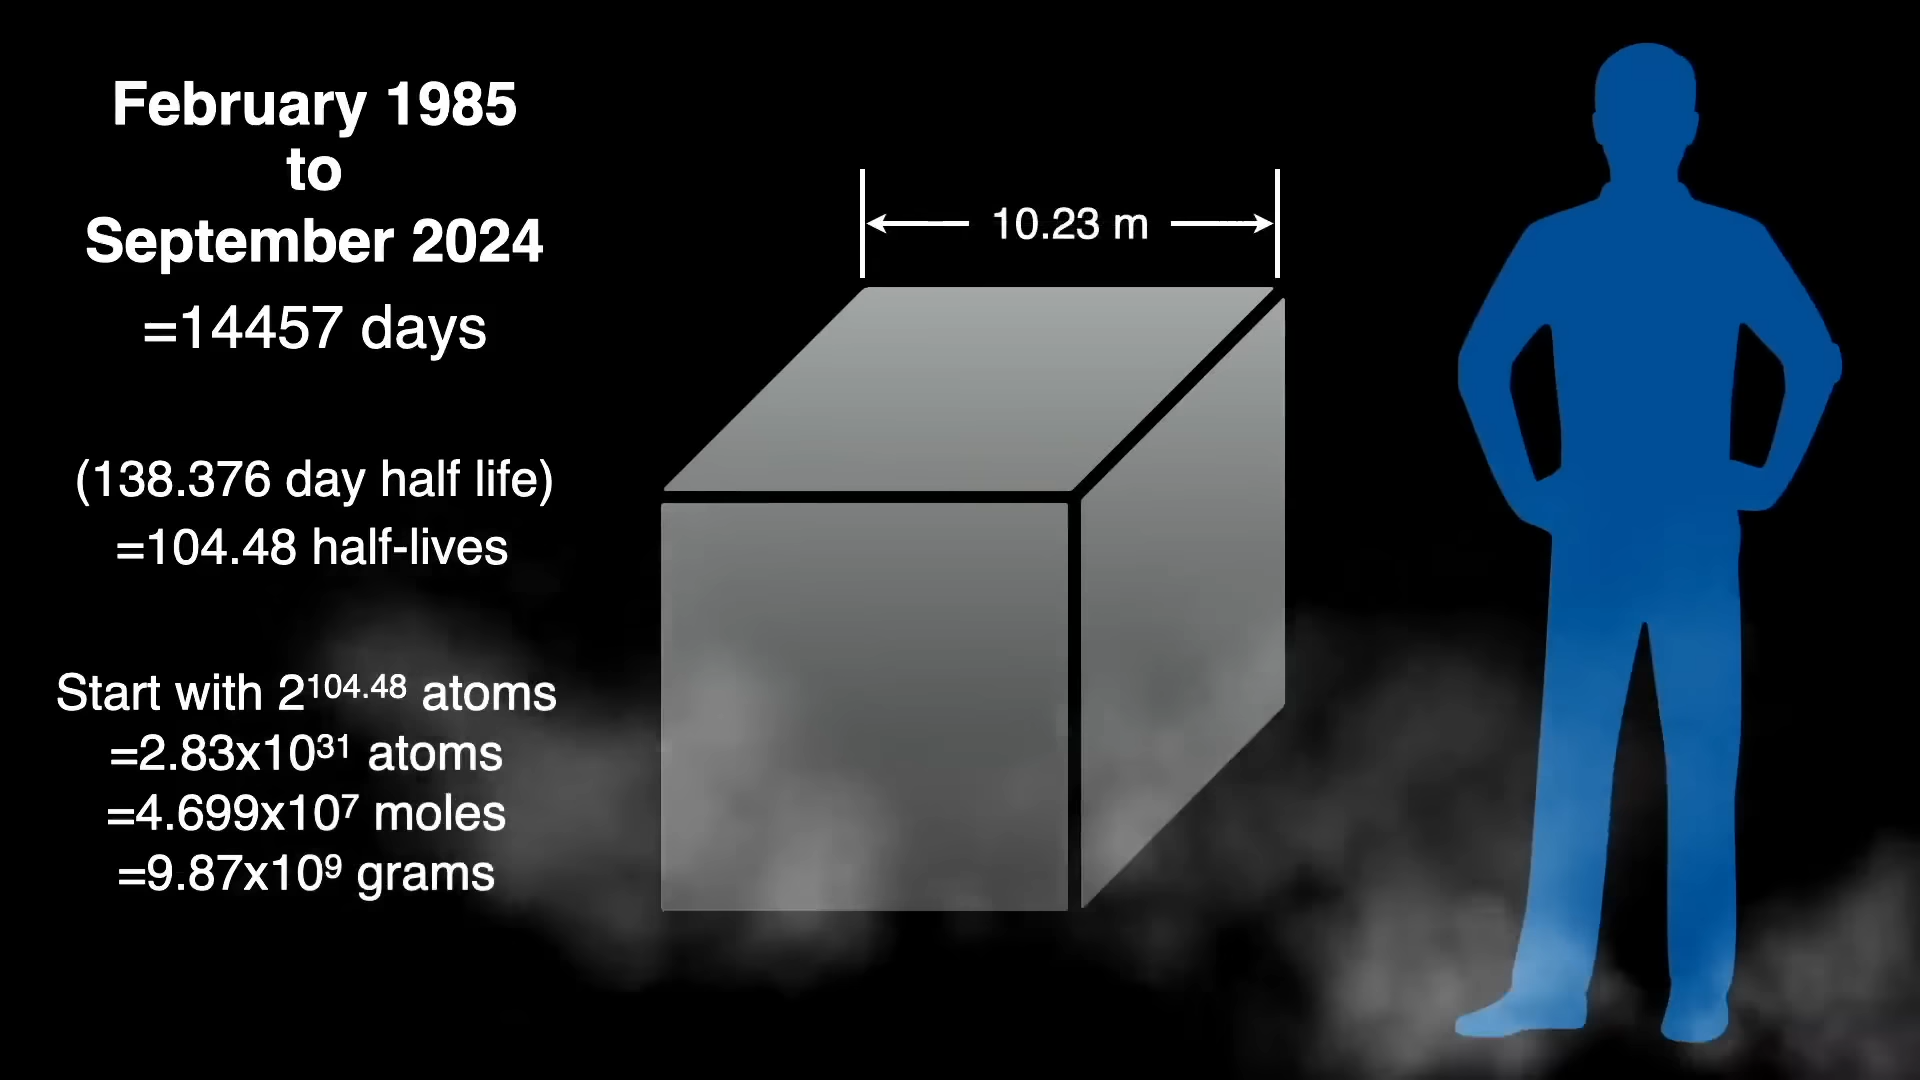 February 1985
to
September 2024
=14457 days
(138.376 day half life)
=104.48 half-lives
Start with 2¹⁰⁴·⁴⁸ atoms
=2.83x10³¹ atoms
=4.699x10⁷ moles
=9.87x10⁹ grams
10.23 m